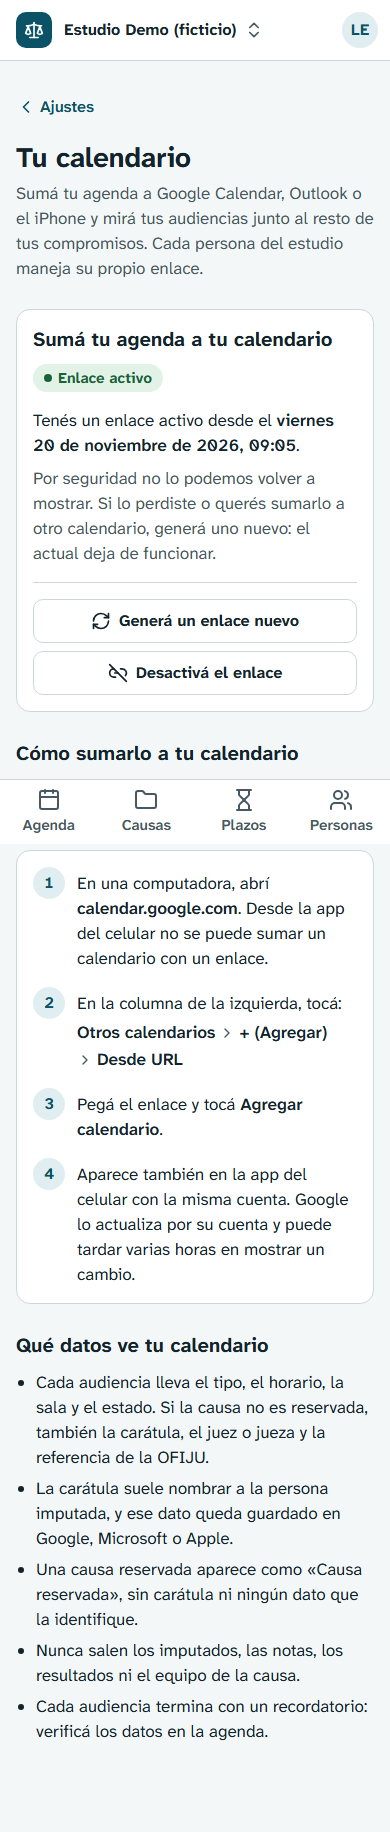 Estudio Demo (ficticio)
LE
Ajustes
Tu calendario
Sumá tu agenda a Google Calendar, Outlook o
el iPhone y mirá tus audiencias junto al resto de
tus compromisos. Cada persona del estudio
maneja su propio enlace.
Sumá tu agenda a tu calendario
Enlace activo
Tenés un enlace activo desde el viernes
20 de noviembre de 2026, 09:05.
Por seguridad no lo podemos volver a
mostrar. Si lo perdiste o querés sumarlo a
otro calendario, generá uno nuevo: el
actual deja de funcionar.
Generá un enlace nuevo
Desactivá el enlace
Cómo sumarlo a tu calendario
Agenda
Causas
Plazos
Personas
1 En una computadora, abrí
calendar.google.com. Desde la app
del celular no se puede sumar un
calendario con un enlace.
2 En la columna de la izquierda, tocá:
Otros calendarios > + (Agregar)
> Desde URL
3 Pegá el enlace y tocá Agregar
calendario.
4 Aparece también en la app del
celular con la misma cuenta. Google
lo actualiza por su cuenta y puede
tardar varias horas en mostrar un
cambio.
Qué datos ve tu calendario
• Cada audiencia lleva el tipo, el horario, la
sala y el estado. Si la causa no es reservada,
también la carátula, el juez o jueza y la
referencia de la OFIJU.
• La carátula suele nombrar a la persona
imputada, y ese dato queda guardado en
Google, Microsoft o Apple.
• Una causa reservada aparece como «Causa
reservada», sin carátula ni ningún dato que
la identifique.
• Nunca salen los imputados, las notas, los
resultados ni el equipo de la causa.
• Cada audiencia termina con un recordatorio:
verificá los datos en la agenda.